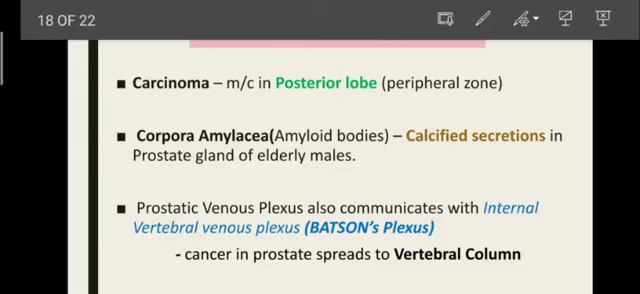 18 OF 22
▪ Carcinoma – m/c in Posterior lobe (peripheral zone)
▪ Corpora Amylacea(Amyloid bodies) – Calcified secretions in
Prostate gland of elderly males.
▪ Prostatic Venous Plexus also communicates with Internal
Vertebral venous plexus (BATSON's Plexus)
- cancer in prostate spreads to Vertebral Column